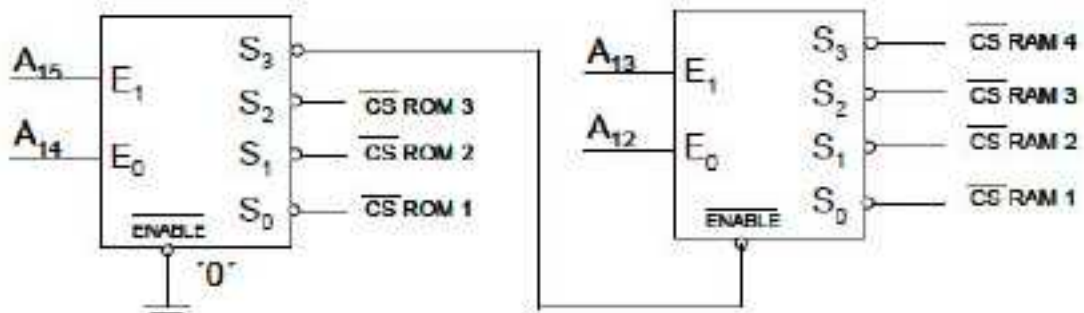 A15
E1
A14
E0
S3
S2
S1
S0
CS ROM 3
CS ROM 2
CS ROM 1
ENABLE
"0"
A13
E1
A12
E0
S3
S2
S1
S0
CS RAM 4
CS RAM 3
CS RAM 2
CS RAM 1
ENABLE